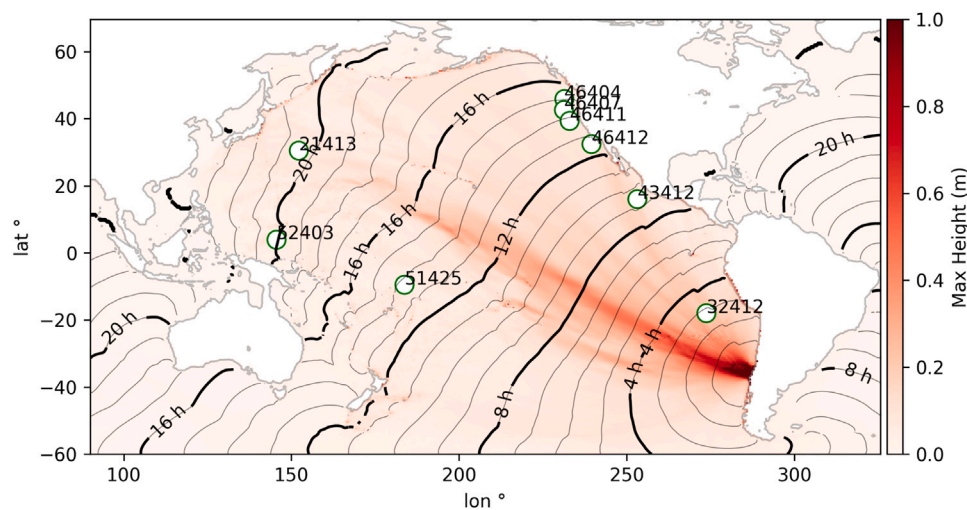 60
40
20
0
−20
−40
−60
lat °
100
150
200
250
300
lon °
46404
46407
46411
46412
43412
21413
52403
51425
32412
16 h
20 h
20 h
16 h
16 h
12 h
20 h
4 h
4 h
8 h
8 h
16 h
1.0
0.8
0.6
0.4
0.2
0.0
Max Height (m)